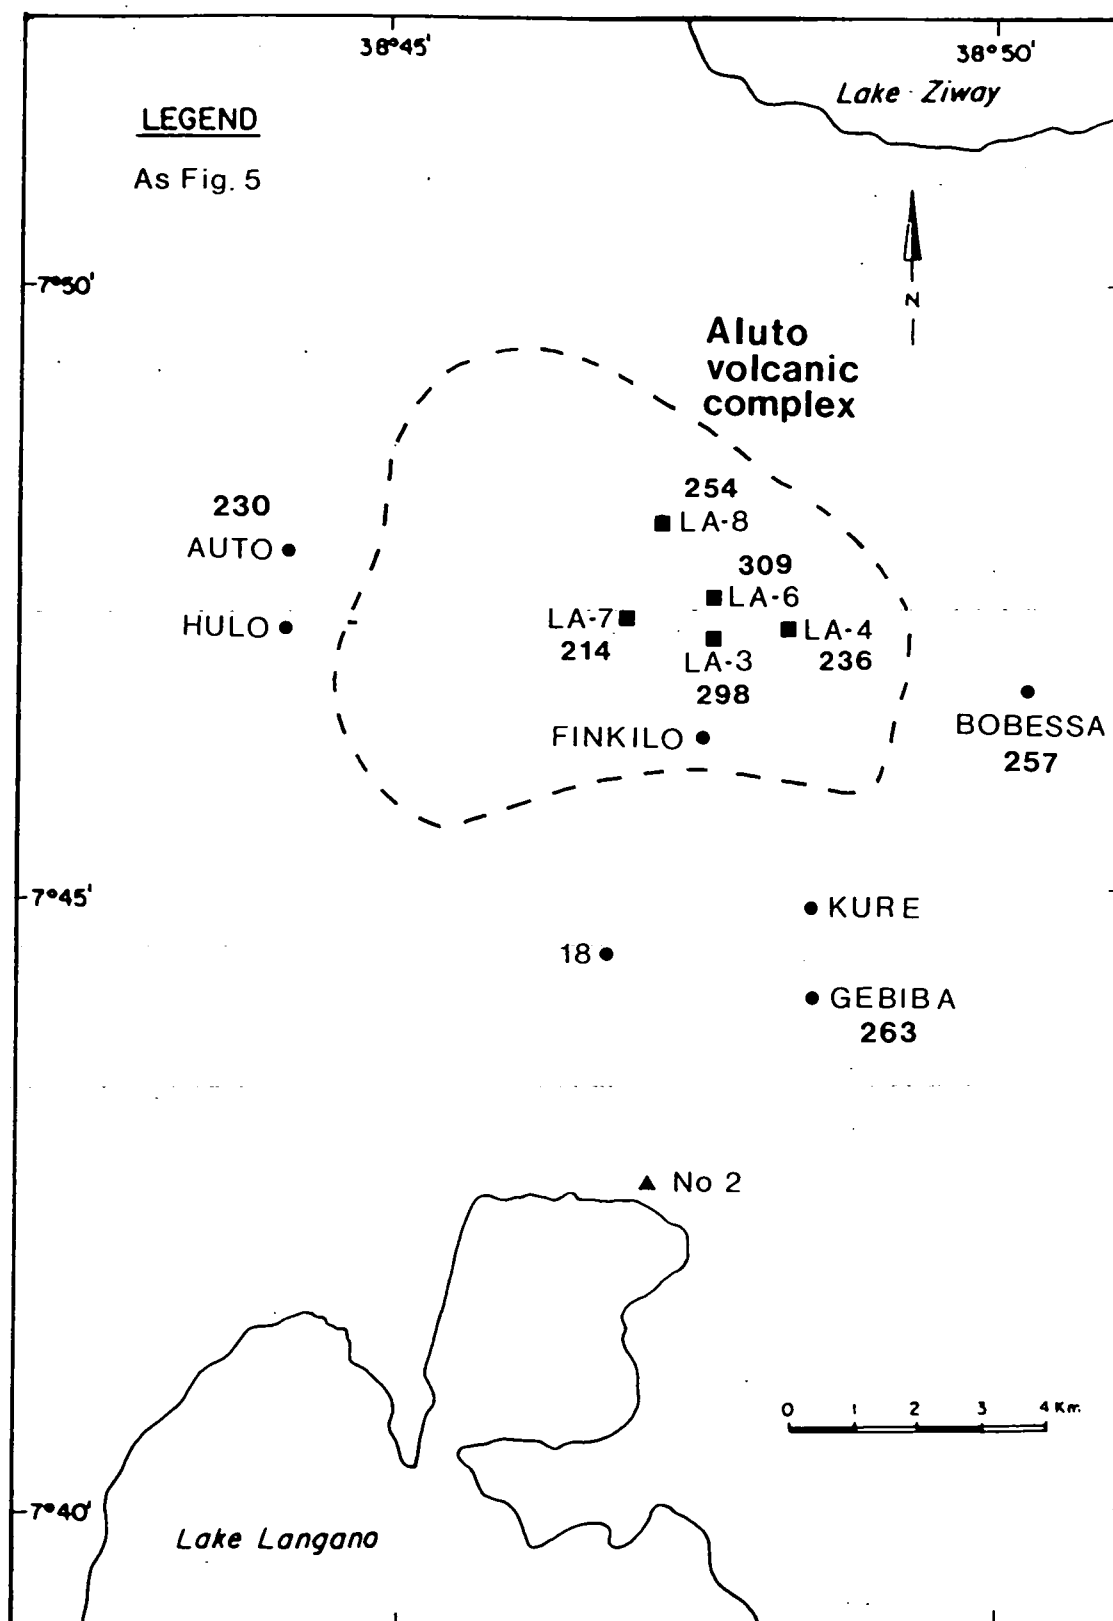 38°45'
38°50'
Lake Ziway
LEGEND
As Fig. 5
7°50'
N
Aluto
volcanic
complex
254
LA-8
230
AUTO
309
LA-6
HULO
LA-7
214
LA-4
236
LA-3
298
FINKILO
BOBESSA
257
7°45'
KURE
18
GEBIBA
263
No 2
0 1 2 3 4 Km.
7°40'
Lake Langano